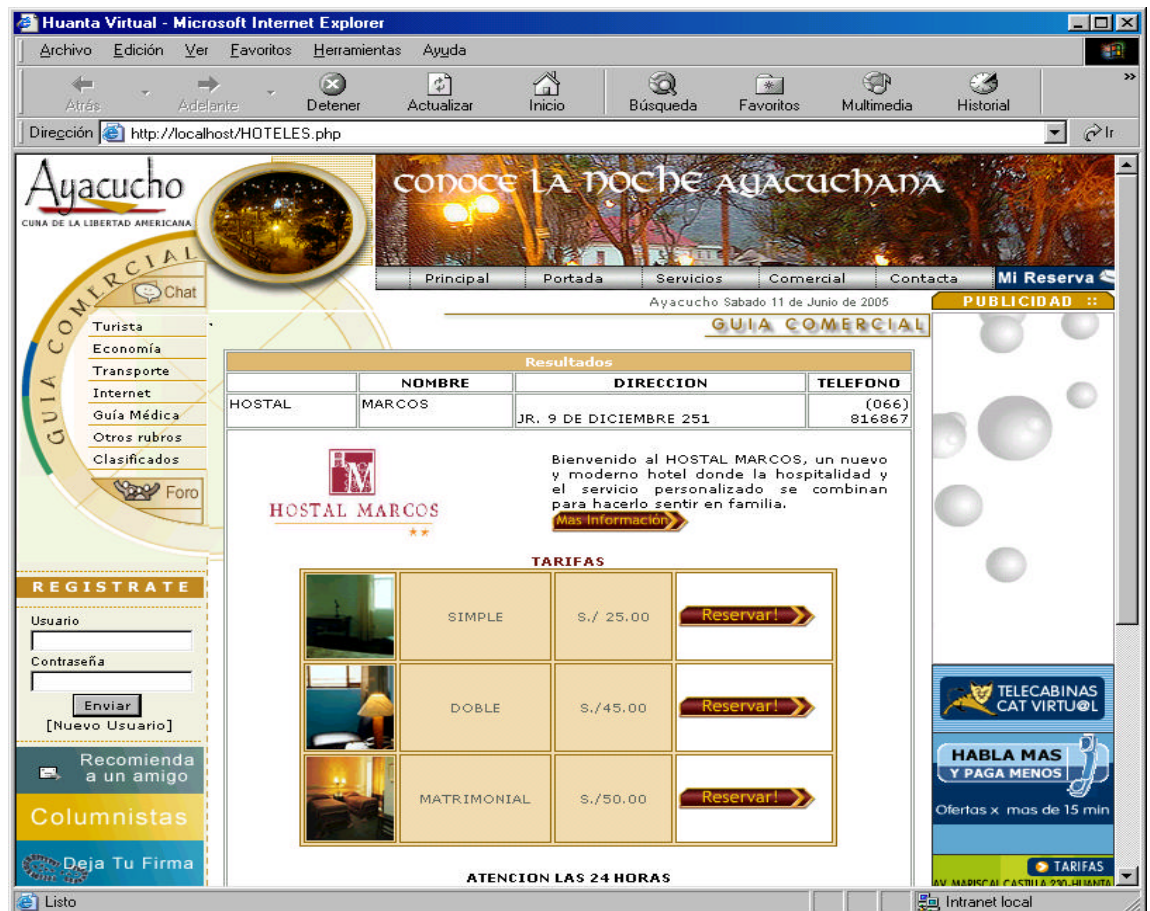 Huanta Virtual - Microsoft Internet Explorer
Archivo Edición Ver Favoritos Herramientas Ayuda
Atrás Adelante Detener Actualizar Inicio Búsqueda Favoritos Multimedia Historial »
Dirección http://localhost/HOTELES.php Ir
Ayacucho
CUNA DE LA LIBERTAD AMERICANA
CONOCE LA NOCHE AYACUCHANA
Principal Portada Servicios Comercial Contacta Mi Reserva
Ayacucho Sabado 11 de Junio de 2005
PUBLICIDAD ::
GUIA COMERCIAL
GUIA COMERCIAL
Chat
Turista
Economía
Transporte
Internet
Guía Médica
Otros rubros
Clasificados
Foro
REGISTRATE
Usuario
Contraseña
Enviar
[Nuevo Usuario]
Recomienda
a un amigo
Columnistas
Deja Tu Firma
Resultados
NOMBRE DIRECCION TELEFONO
HOSTAL MARCOS JR. 9 DE DICIEMBRE 251 (066)
816867
M
HOSTAL MARCOS
Bienvenido al HOSTAL MARCOS, un nuevo
y moderno hotel donde la hospitalidad y
el servicio personalizado se combinan
para hacerlo sentir en familia.
Mas Información
TARIFAS
SIMPLE S./ 25.00 Reservar!
DOBLE S./45.00 Reservar!
MATRIMONIAL S./50.00 Reservar!
ATENCION LAS 24 HORAS
TELECABINAS
CAT VIRTU@L
HABLA MAS
Y PAGA MENOS
Ofertas x mas de 15 min
TARIFAS
AV. MARISCAL CASTILLA 230-HUANTA
Listo Intranet local